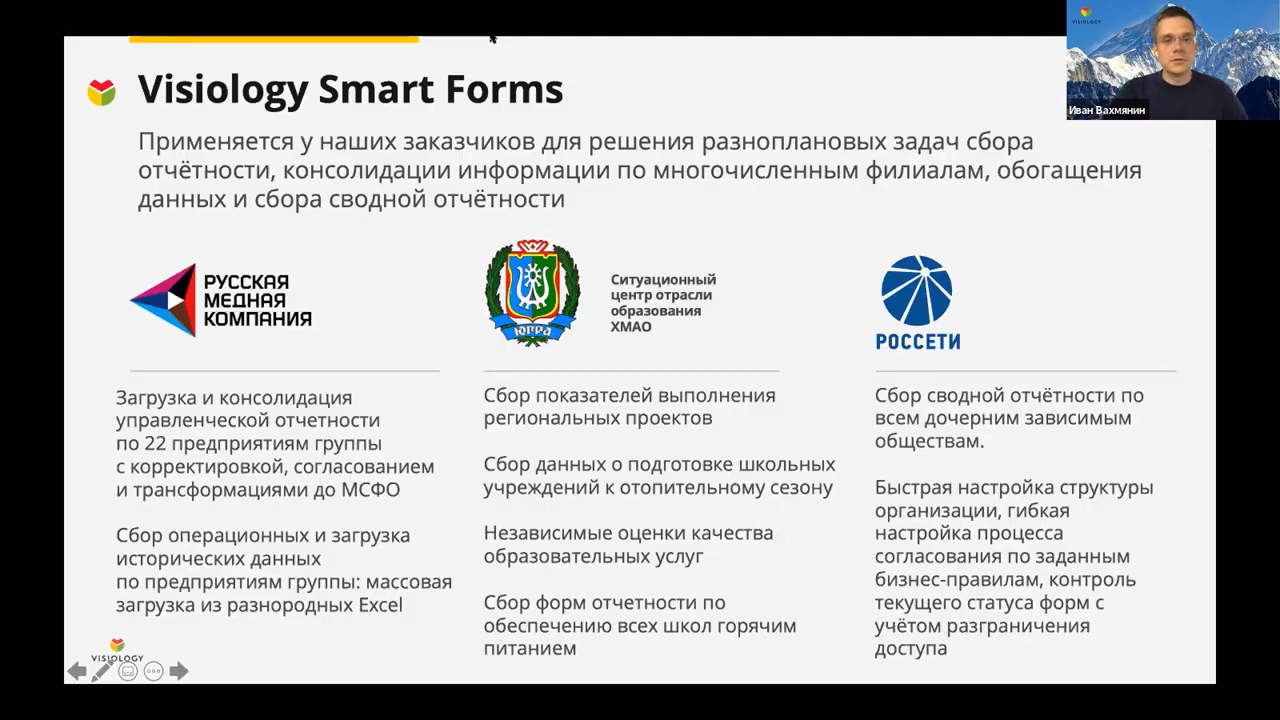 VISIOLOGY
Иван Вахмянин
Visiology Smart Forms
Применяется у наших заказчиков для решения разноплановых задач сбора
отчётности, консолидации информации по многочисленным филиалам, обогащения
данных и сбора сводной отчётности
РУССКАЯ
МЕДНАЯ
КОМПАНИЯ
Загрузка и консолидация
управленческой отчетности
по 22 предприятиям группы
с корректировкой, согласованием
и трансформациями до МСФО
Сбор операционных и загрузка
исторических данных
по предприятиям группы: массовая
загрузка из разнородных Excel
ЮГРА
Ситуационный
центр отрасли
образования
ХМАО
Сбор показателей выполнения
региональных проектов
Сбор данных о подготовке школьных
учреждений к отопительному сезону
Независимые оценки качества
образовательных услуг
Сбор форм отчетности по
обеспечению всех школ горячим
питанием
РОССЕТИ
Сбор сводной отчётности по
всем дочерним зависимым
обществам.
Быстрая настройка структуры
организации, гибкая
настройка процесса
согласования по заданным
бизнес-правилам, контроль
текущего статуса форм с
учётом разграничения
доступа
VISIOLOGY